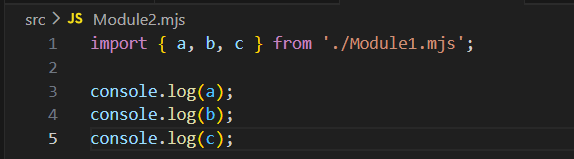 src > JS Module2.mjs
1 import { a, b, c } from './Module1.mjs';
2
3 console.log(a);
4 console.log(b);
5 console.log(c);